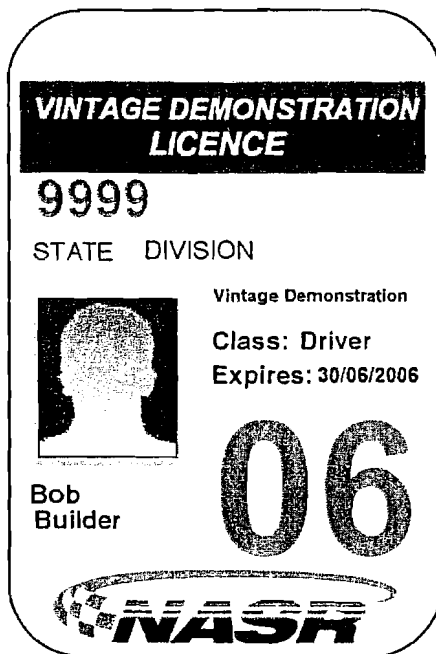 VINTAGE DEMONSTRATION
LICENCE
9999
STATE DIVISION
Vintage Demonstration
Class: Driver
Expires: 30/06/2006
06
Bob
Builder
NASR